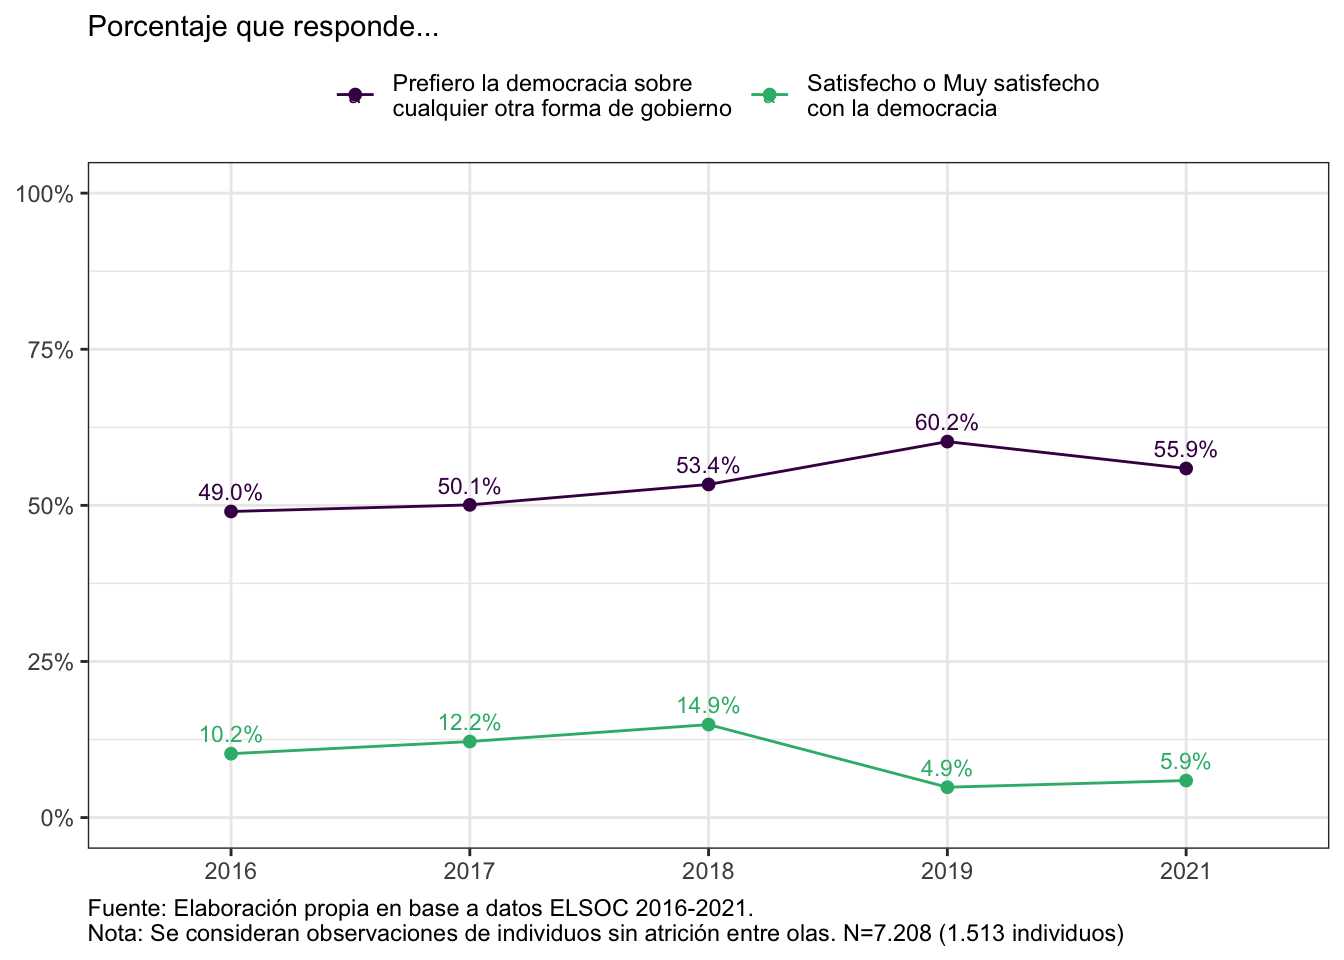 Porcentaje que responde...
Prefiero la democracia sobre
cualquier otra forma de gobierno
Satisfecho o Muy satisfecho
con la democracia
100%
75%
50%
25%
0%
49.0%
50.1%
53.4%
60.2%
55.9%
10.2%
12.2%
14.9%
4.9%
5.9%
2016
2017
2018
2019
2021
Fuente: Elaboración propia en base a datos ELSOC 2016-2021.
Nota: Se consideran observaciones de individuos sin atrición entre olas. N=7.208 (1.513 individuos)